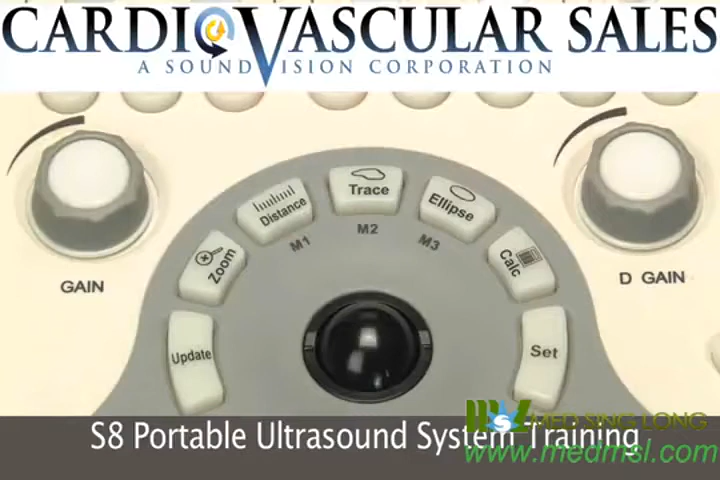 CARDIOVASCULAR SALES
A SOUNDVISION CORPORATION
GAIN
D GAIN
Update
Zoom
Distance
Trace
Ellipse
Calc
Set
M1
M2
M3
S8 Portable Ultrasound System Training
MSL MED SING LONG
www.medmsl.com